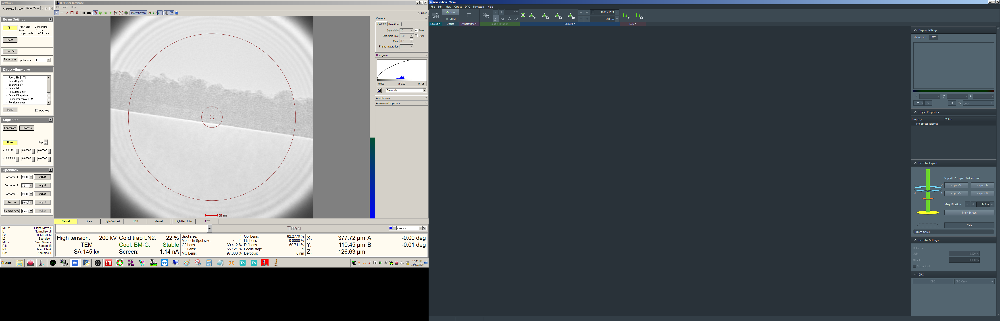 Workset
Alignments Stage Beam/Tune STI
Beam Settings
TEM
Illumination Condensing
Area 312 nm
Range parallel 0.54-14.5 µm
Probe
Free Ctrl
Reset beam Spot number 4
Direct Alignments
Focus Slit [INT]
Beam tilt pp X
Beam tilt pp Y
Beam shift
Tomo Beam shift
Center C2 aperture
Condenser center TEM
Rotation center
Done Auto help
Stigmator
Condenser Objective
None Step:
x 0.01291 0.00000 0.00000
y 0.05486 0.00000 0.00000
Apertures
Condenser 1 2000 Adjust
Condenser 2 70 Adjust
Condenser 3 2000 Adjust
Objective [none] Adjust
Selected Area [none] Adjust
MF X: Piezo Move X
L1: Normalize all
L2: TEM/STEM
L3: Spotsize -
MF Y: Piezo Move Y
R1: Screen lift
R2: Beam Blank
R3: Spotsize +
TEM User Interface
File Mode Help
Insert Screen
Close
20 nm
Camera
Settings Bias & Gain
Sensitivity: 10 Auto
Exp. time [ms]: 100 Dual
Gain: 0.7
Frame integration: 1
Histogram
0.000 γ: 2.22 0.705
Greyscale
Adjustments
Annotation Properties
Natural Linear High Contrast HDR Manual High Resolution FFT
TITAN
- None -
High tension: 200 kV
TEM
SA 145 kx
Cold trap LN2: 22 %
Cool. BM-C: Stable
Screen: 1.14 nA
Spot size: 4
Monochr.Spot size: <= 11
C2 Lens: 39.412 %
C3 Lens: 65.121 %
MC Lens: 97.886 %
Obj Lens: 82.2770 %
Ltz Lens: 0.0000 %
Dif Lens: 60.711 %
Focus step: 1
Defocus: 0 nm
X: 377.72 µm A: -0.00 deg
Y: 110.45 µm B: -0.01 deg
Z: -126.63 µm
Start
Ve
To
To
12:11 PM
12/12/2025
Ve Acquisition - Velox
File Edit View Optics DPC Detectors Help
TEM
STEM
0.0°
1024 x 1024
200 ms
Layout Optics Annotations Image Rotation Camera EDS
Display Settings
Histogram FFT
γ
V
gray
Object Properties
Property Value
No object selected
Detector Layout
SuperXG2: - cps -% dead time
1 2
- cps -% - cps -%
4 3
- cps -% - cps -%
Magnification 145 kx
Main Screen
Ceta
Beam active
Detector Settings
Detector
Gain 0.000 %
Offset 0.000 %
Scope tool
DPC
DPC DPC Only